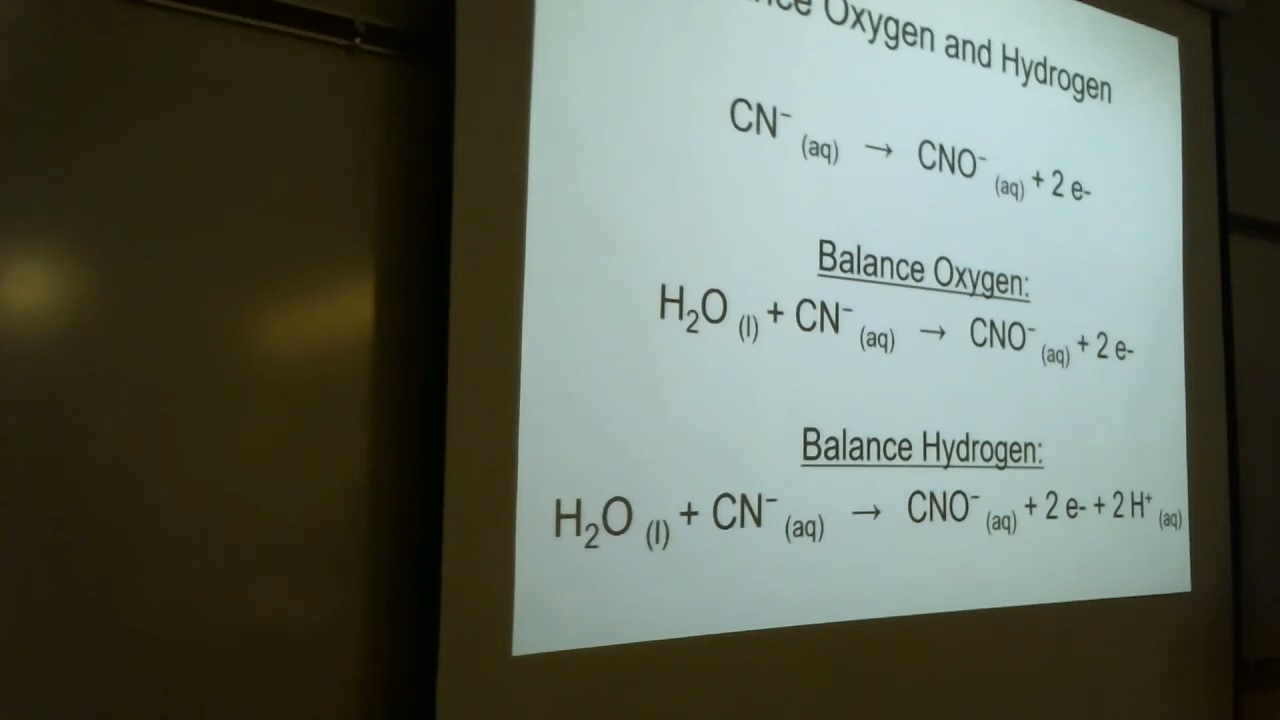 Oxygen and Hydrogen
CN⁻ (aq) → CNO⁻ (aq) + 2 e-
Balance Oxygen:
H₂O (l) + CN⁻ (aq) → CNO⁻ (aq) + 2 e-
Balance Hydrogen:
H₂O (l) + CN⁻ (aq) → CNO⁻ (aq) + 2 e- + 2 H⁺ (aq)